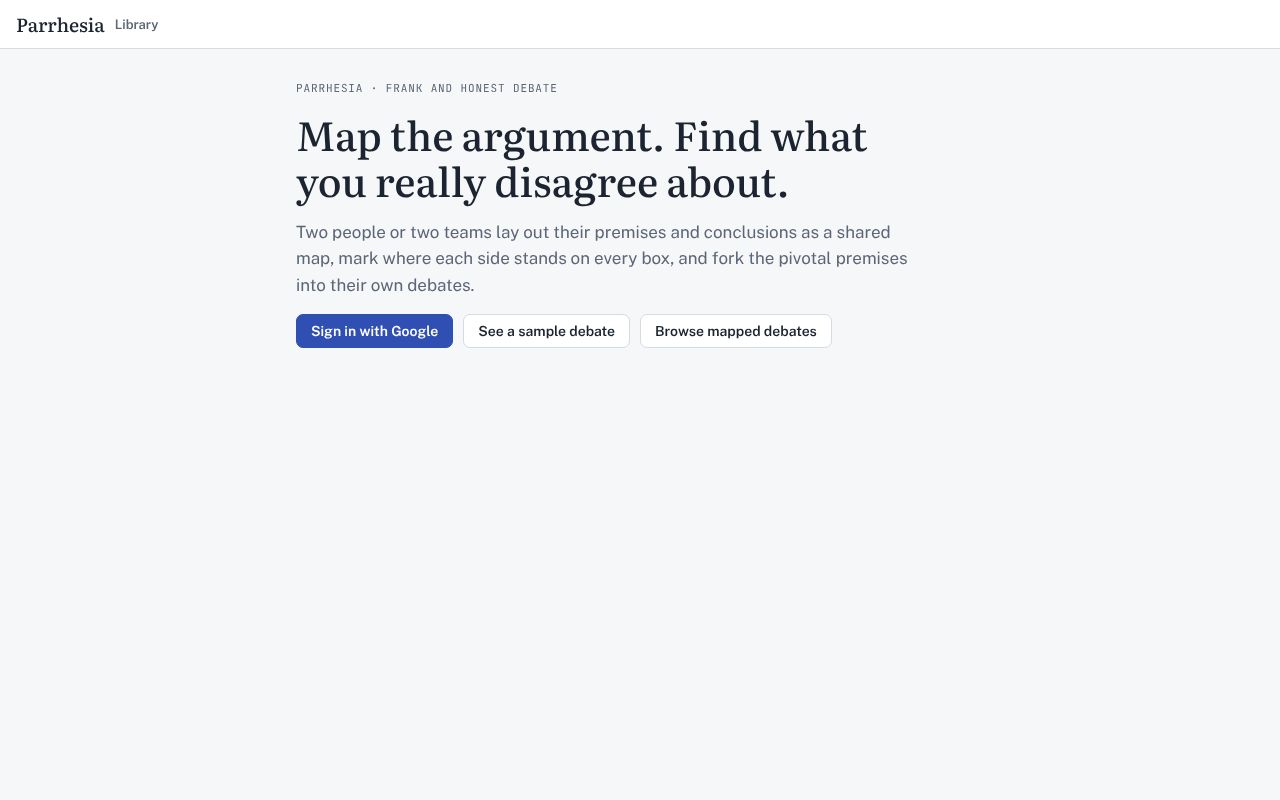 Parrhesia Library
PARRHESIA · FRANK AND HONEST DEBATE
Map the argument. Find what
you really disagree about.
Two people or two teams lay out their premises and conclusions as a shared
map, mark where each side stands on every box, and fork the pivotal premises
into their own debates.
Sign in with Google See a sample debate Browse mapped debates